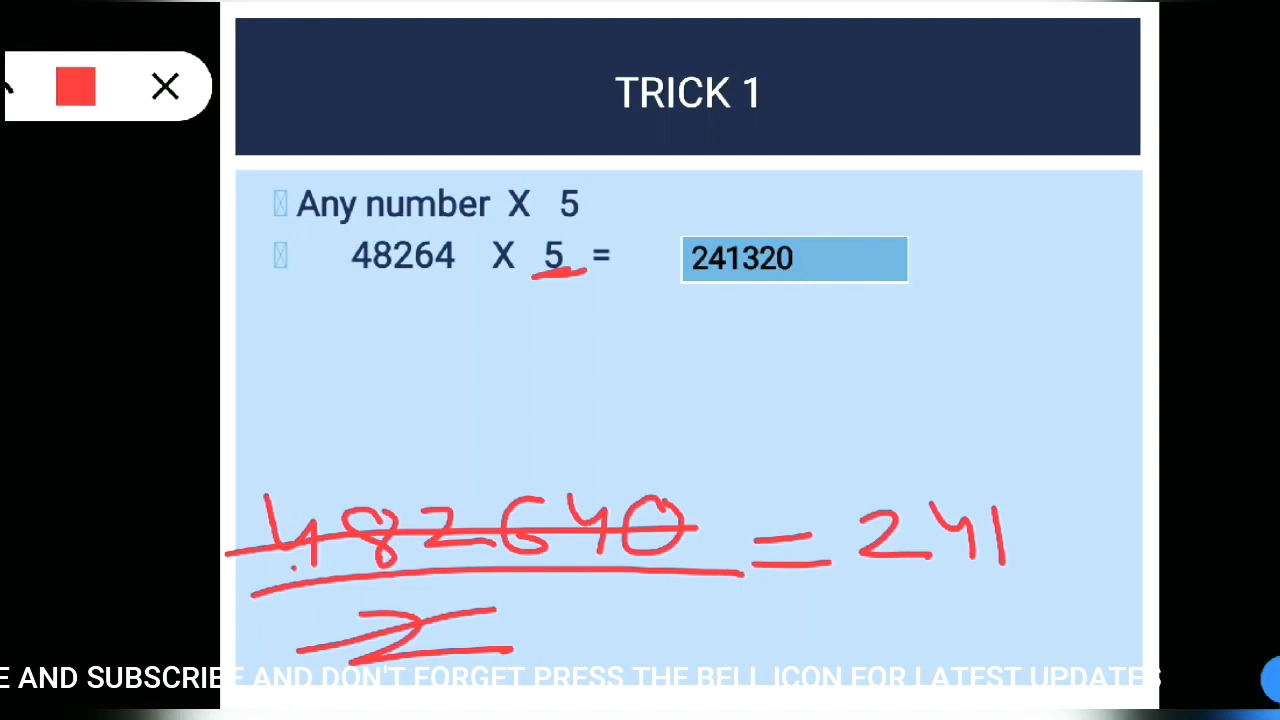 TRICK 1
Any number X 5
48264 X 5 = 241320
482640 = 241
2
E AND SUBSCRIBE AND DON'T FORGET PRESS THE BELL ICON FOR LATEST UPDATES